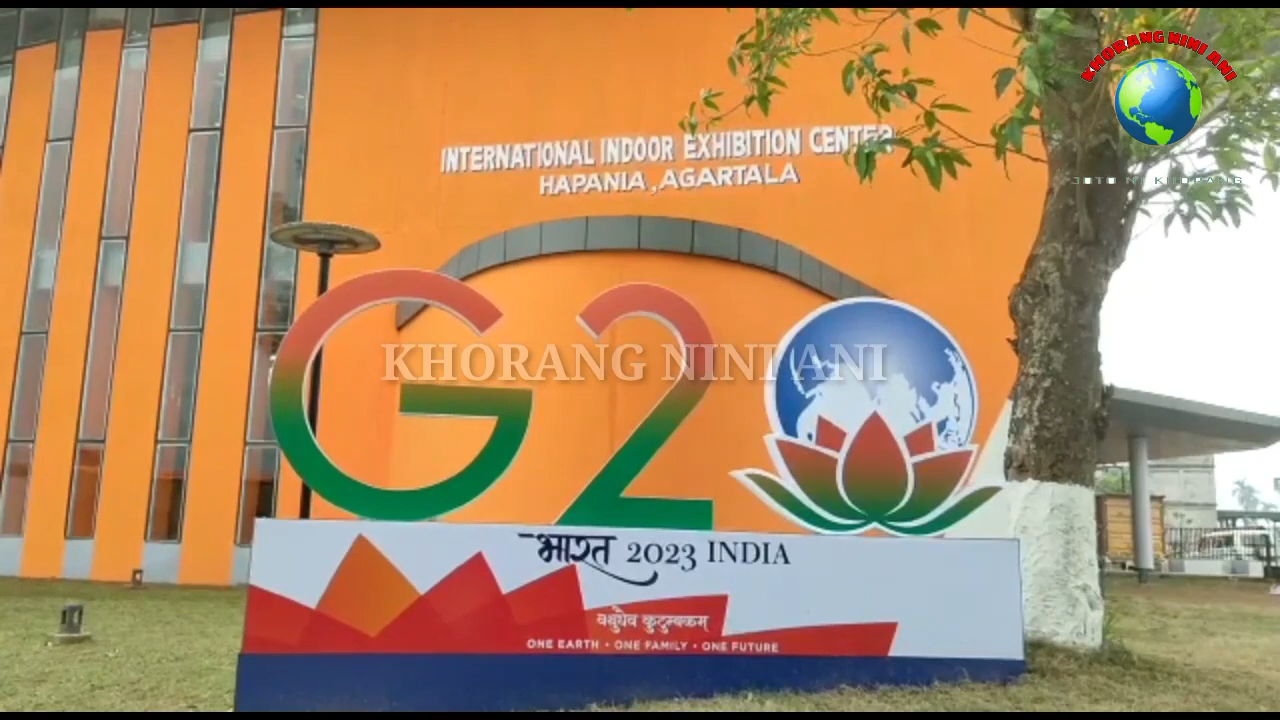 KHORANG NINI ANI
INTERNATIONAL INDOOR EXHIBITION CENTER
HAPANIA, AGARTALA
G20
KHORANG NINI ANI
भारत 2023 INDIA
वसुधैव कुटुम्बकम्
ONE EARTH • ONE FAMILY • ONE FUTURE